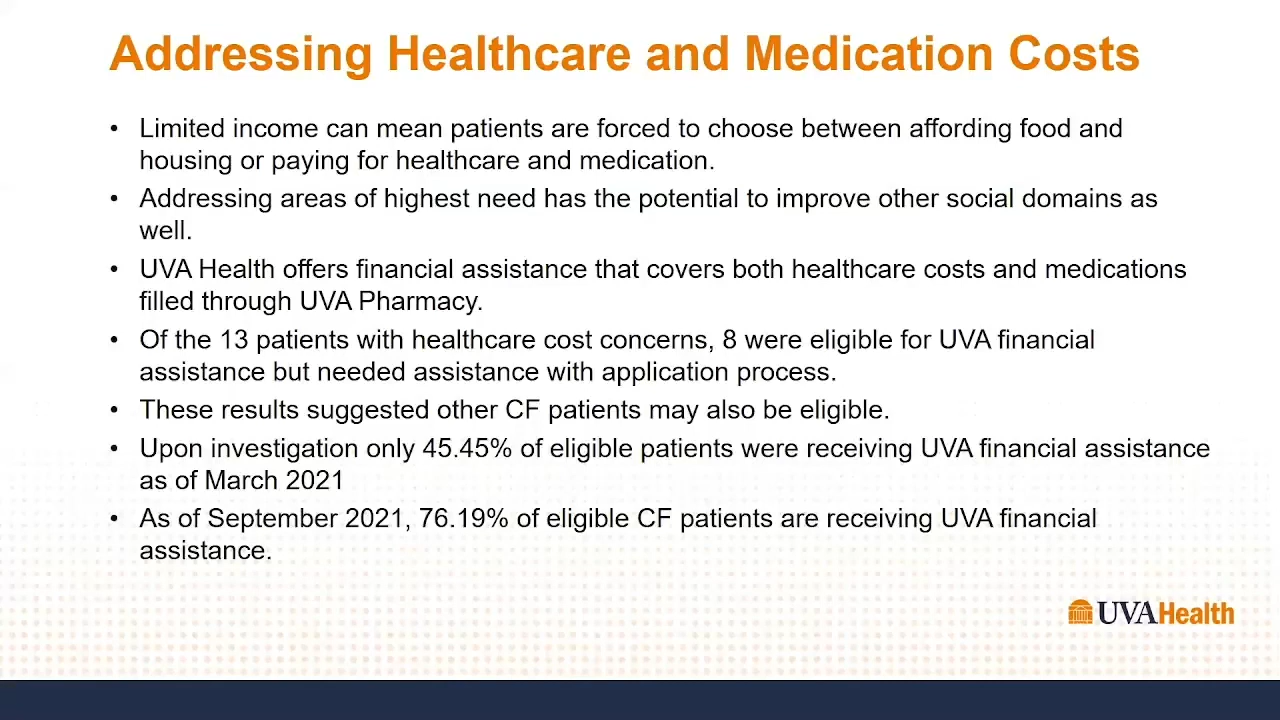 Addressing Healthcare and Medication Costs
• Limited income can mean patients are forced to choose between affording food and
housing or paying for healthcare and medication.
• Addressing areas of highest need has the potential to improve other social domains as
well.
• UVA Health offers financial assistance that covers both healthcare costs and medications
filled through UVA Pharmacy.
• Of the 13 patients with healthcare cost concerns, 8 were eligible for UVA financial
assistance but needed assistance with application process.
• These results suggested other CF patients may also be eligible.
• Upon investigation only 45.45% of eligible patients were receiving UVA financial assistance
as of March 2021
• As of September 2021, 76.19% of eligible CF patients are receiving UVA financial
assistance.
UVAHealth